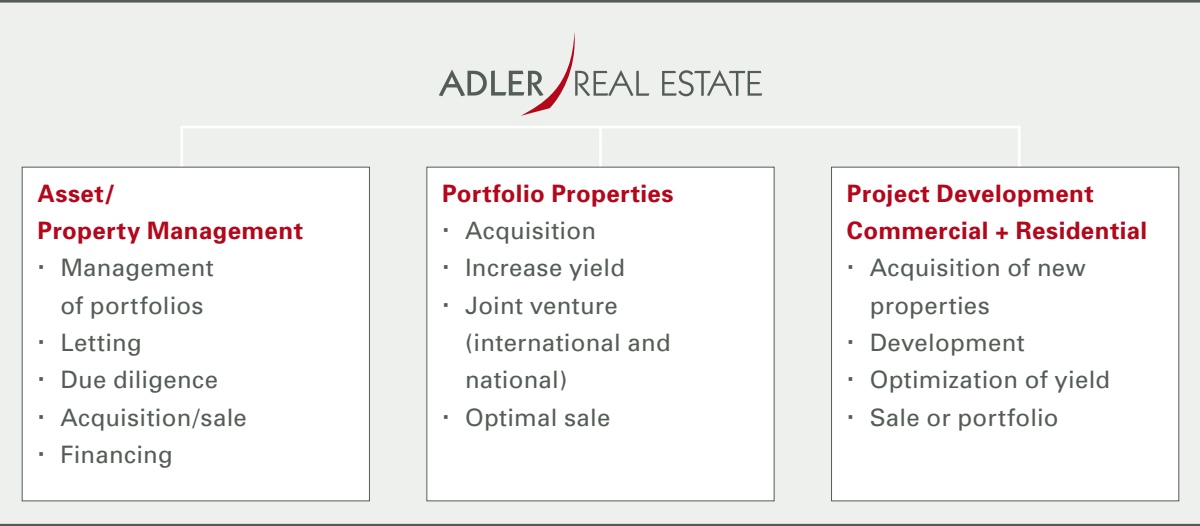 ADLER REAL ESTATE
Asset/
Property Management
· Management
of portfolios
· Letting
· Due diligence
· Acquisition/sale
· Financing
Portfolio Properties
· Acquisition
· Increase yield
· Joint venture
(international and
national)
· Optimal sale
Project Development
Commercial + Residential
· Acquisition of new
properties
· Development
· Optimization of yield
· Sale or portfolio